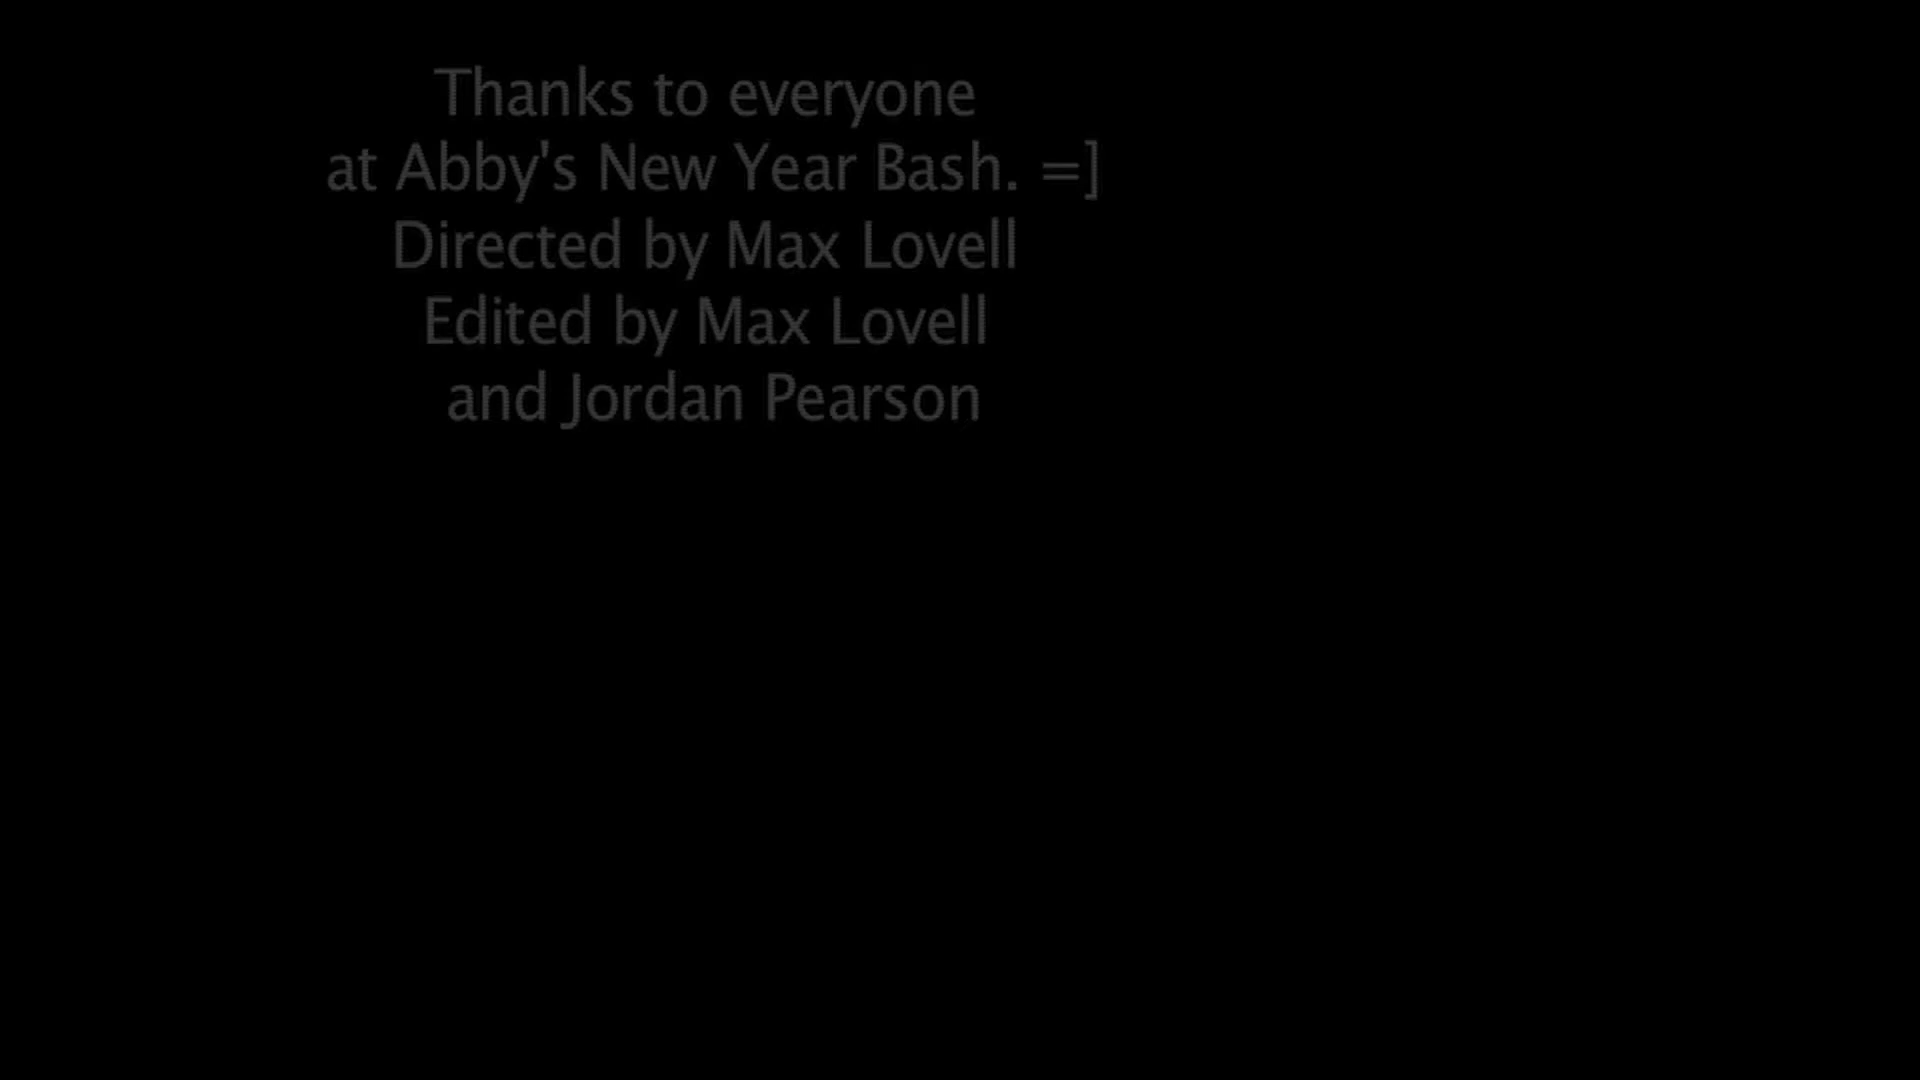 Thanks to everyone
at Abby's New Year Bash. =]
Directed by Max Lovell
Edited by Max Lovell
and Jordan Pearson